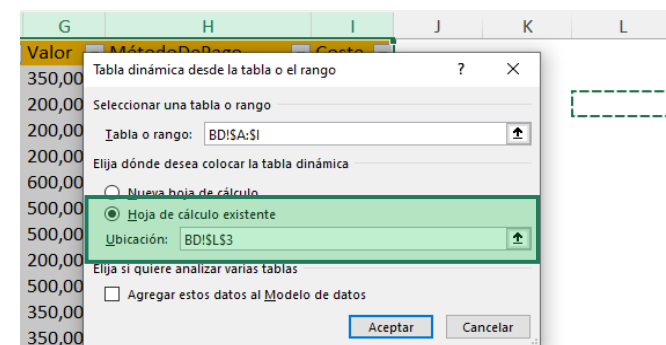 G H I J K L
Valor MétodoDePago Costo
350,00 Tabla dinámica desde la tabla o el rango ? ×
200,00 Seleccionar una tabla o rango
200,00 Tabla o rango: BD!$A:$I
200,00 Elija dónde desea colocar la tabla dinámica
600,00 Nueva hoja de cálculo
500,00 Hoja de cálculo existente
500,00 Ubicación: BD!$L$3
200,00 Elija si quiere analizar varias tablas
500,00 Agregar estos datos al Modelo de datos
350,00 Aceptar Cancelar
350,00